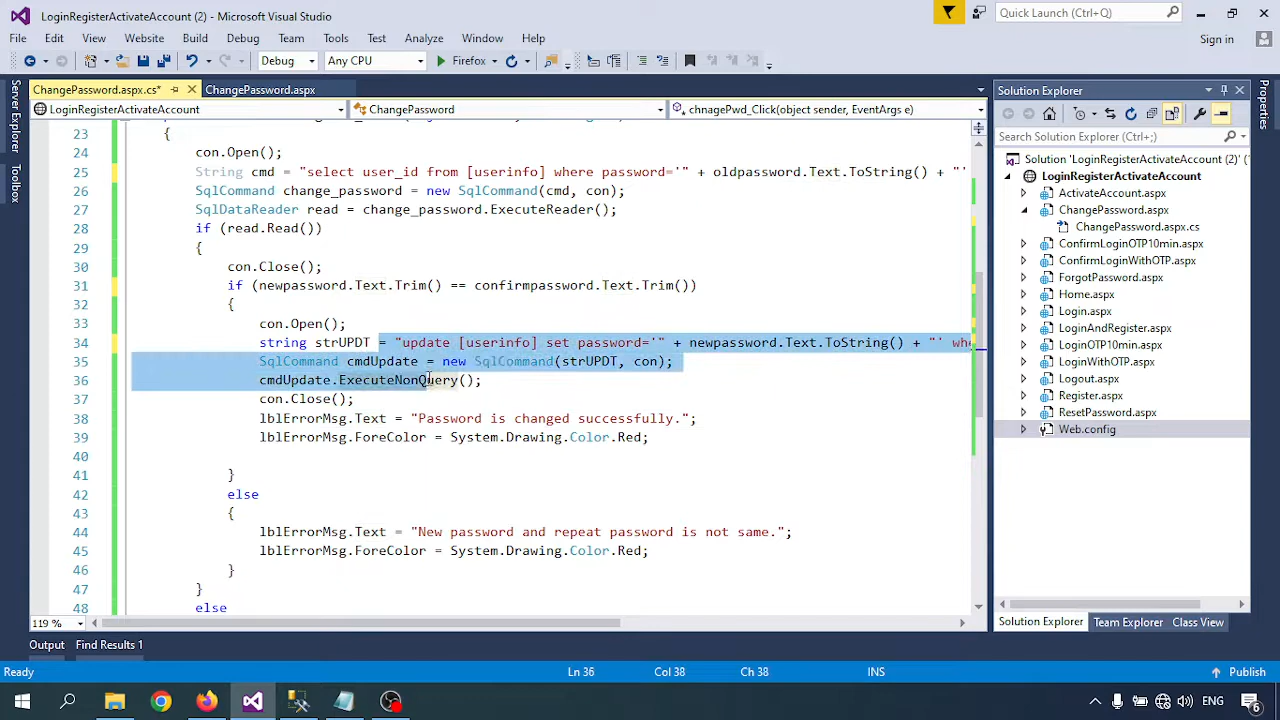 LoginRegisterActivateAccount (2) - Microsoft Visual Studio
Quick Launch (Ctrl+Q)
File Edit View Website Build Debug Team Tools Test Analyze Window Help
Sign in
Debug Any CPU Firefox
ChangePassword.aspx.cs* ChangePassword.aspx
LoginRegisterActivateAccount ChangePassword chnagePwd_Click(object sender, EventArgs e)
23 {
24 con.Open();
25 String cmd = "select user_id from [userinfo] where password='" + oldpassword.Text.ToString() + "'
26 SqlCommand change_password = new SqlCommand(cmd, con);
27 SqlDataReader read = change_password.ExecuteReader();
28 if (read.Read())
29 {
30 con.Close();
31 if (newpassword.Text.Trim() == confirmpassword.Text.Trim())
32 {
33 con.Open();
34 string strUPDT = "update [userinfo] set password='" + newpassword.Text.ToString() + "' whe
35 SqlCommand cmdUpdate = new SqlCommand(strUPDT, con);
36 cmdUpdate.ExecuteNonQuery();
37 con.Close();
38 lblErrorMsg.Text = "Password is changed successfully.";
39 lblErrorMsg.ForeColor = System.Drawing.Color.Red;
40
41 }
42 else
43 {
44 lblErrorMsg.Text = "New password and repeat password is not same.";
45 lblErrorMsg.ForeColor = System.Drawing.Color.Red;
46 }
47 }
48 else
119 %
Output Find Results 1
Ready Ln 36 Col 38 Ch 38 INS Publish
Server Explorer
Toolbox
Solution Explorer
Search Solution Explorer (Ctrl+;)
Solution 'LoginRegisterActivateAccount (2)' (
LoginRegisterActivateAccount
ActivateAccount.aspx
ChangePassword.aspx
ChangePassword.aspx.cs
ConfirmLoginOTP10min.aspx
ConfirmLoginWithOTP.aspx
ForgotPassword.aspx
Home.aspx
Login.aspx
LoginAndRegister.aspx
LoginOTP10min.aspx
LoginWithOTP.aspx
Logout.aspx
Register.aspx
ResetPassword.aspx
Web.config
Solution Explorer Team Explorer Class View
Properties
ENG
6